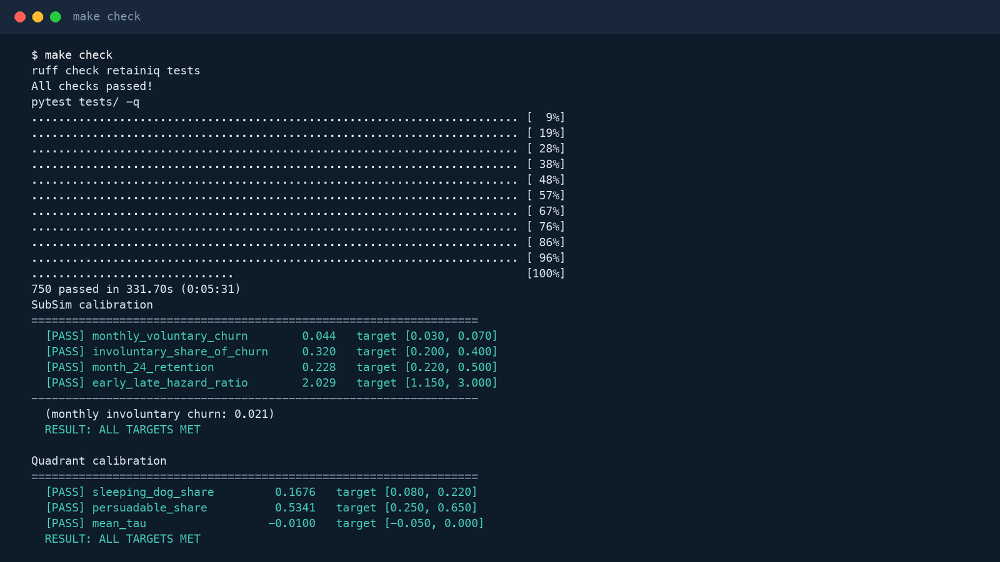 make check
$ make check
ruff check retainiq tests
All checks passed!
pytest tests/ -q
........................................................................ [  9%]
........................................................................ [ 19%]
........................................................................ [ 28%]
........................................................................ [ 38%]
........................................................................ [ 48%]
........................................................................ [ 57%]
........................................................................ [ 67%]
........................................................................ [ 76%]
........................................................................ [ 86%]
........................................................................ [ 96%]
..............................                                           [100%]
750 passed in 331.70s (0:05:31)
SubSim calibration
==================================================================
  [PASS] monthly_voluntary_churn        0.044   target [0.030, 0.070]
  [PASS] involuntary_share_of_churn     0.320   target [0.200, 0.400]
  [PASS] month_24_retention             0.228   target [0.220, 0.500]
  [PASS] early_late_hazard_ratio        2.029   target [1.150, 3.000]
------------------------------------------------------------------
  (monthly involuntary churn: 0.021)
  RESULT: ALL TARGETS MET
Quadrant calibration
==================================================================
  [PASS] sleeping_dog_share         0.1676   target [0.080, 0.220]
  [PASS] persuadable_share          0.5341   target [0.250, 0.650]
  [PASS] mean_tau                  -0.0100   target [-0.050, 0.000]
  RESULT: ALL TARGETS MET